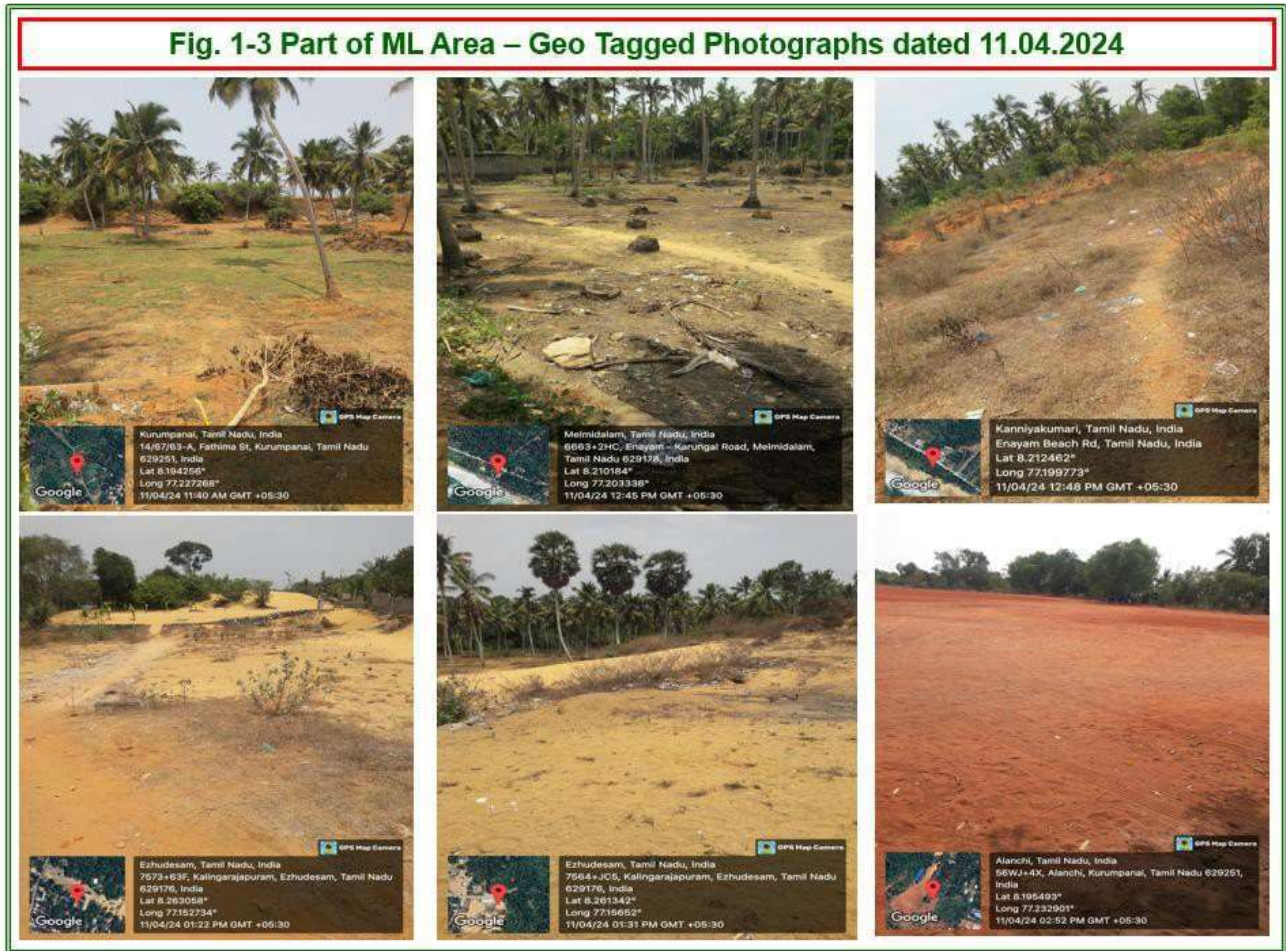 Fig. 1-3 Part of ML Area – Geo Tagged Photographs dated 11.04.2024
GPS Map Camera
Kurumpanai, Tamil Nadu, India
14/67/63-A, Fathima St, Kurumpanai, Tamil Nadu
629251, India
Lat 8.194256°
Long 77.227268°
11/04/24 11:40 AM GMT +05:30
Google
GPS Map Camera
Melmidalam, Tamil Nadu, India
6663+2HC, Enayam – Karungal Road, Melmidalam,
Tamil Nadu 629178, India
Lat 8.210184°
Long 77.203336°
11/04/24 12:45 PM GMT +05:30
Google
GPS Map Camera
Kanniyakumari, Tamil Nadu, India
Enayam Beach Rd, Tamil Nadu, India
Lat 8.212462°
Long 77.199773°
11/04/24 12:48 PM GMT +05:30
Google
GPS Map Camera
Ezhudesam, Tamil Nadu, India
7573+63F, Kalingarajapuram, Ezhudesam, Tamil Nadu
629176, India
Lat 8.263058°
Long 77.152734°
11/04/24 01:22 PM GMT +05:30
Google
GPS Map Camera
Ezhudesam, Tamil Nadu, India
7564+JC5, Kalingarajapuram, Ezhudesam, Tamil Nadu
629176, India
Lat 8.261342°
Long 77.15652°
11/04/24 01:31 PM GMT +05:30
Google
GPS Map Camera
Alanchi, Tamil Nadu, India
56WJ+4X, Alanchi, Kurumpanai, Tamil Nadu 629251,
India
Lat 8.195493°
Long 77.232901°
11/04/24 02:52 PM GMT +05:30
Google